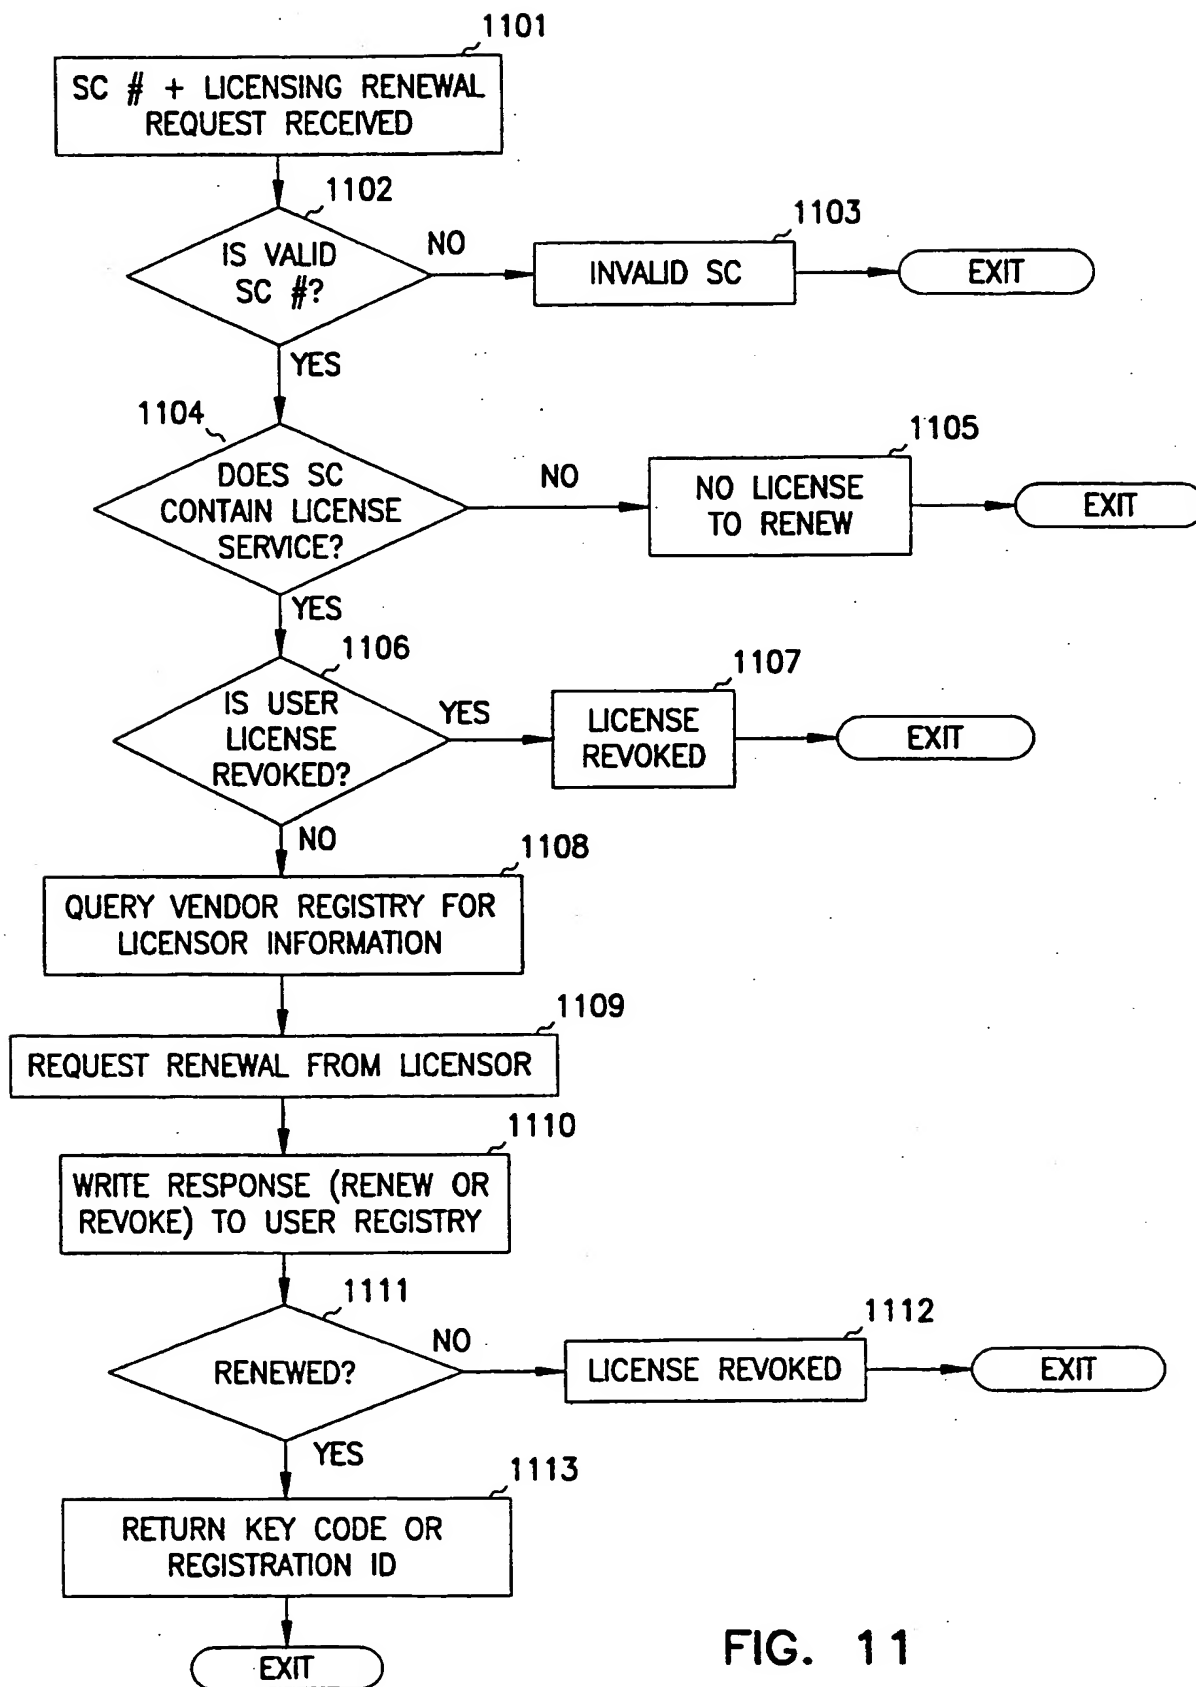 1101
SC # + LICENSING RENEWAL
REQUEST RECEIVED
1102
IS VALID
SC #?
NO
1103
INVALID SC
EXIT
YES
1104
DOES SC
CONTAIN LICENSE
SERVICE?
NO
1105
NO LICENSE
TO RENEW
EXIT
YES
1106
IS USER
LICENSE
REVOKED?
YES
1107
LICENSE
REVOKED
EXIT
NO
1108
QUERY VENDOR REGISTRY FOR
LICENSOR INFORMATION
1109
REQUEST RENEWAL FROM LICENSOR
1110
WRITE RESPONSE (RENEW OR
REVOKE) TO USER REGISTRY
1111
RENEWED?
NO
1112
LICENSE REVOKED
EXIT
YES
1113
RETURN KEY CODE OR
REGISTRATION ID
EXIT
FIG. 11